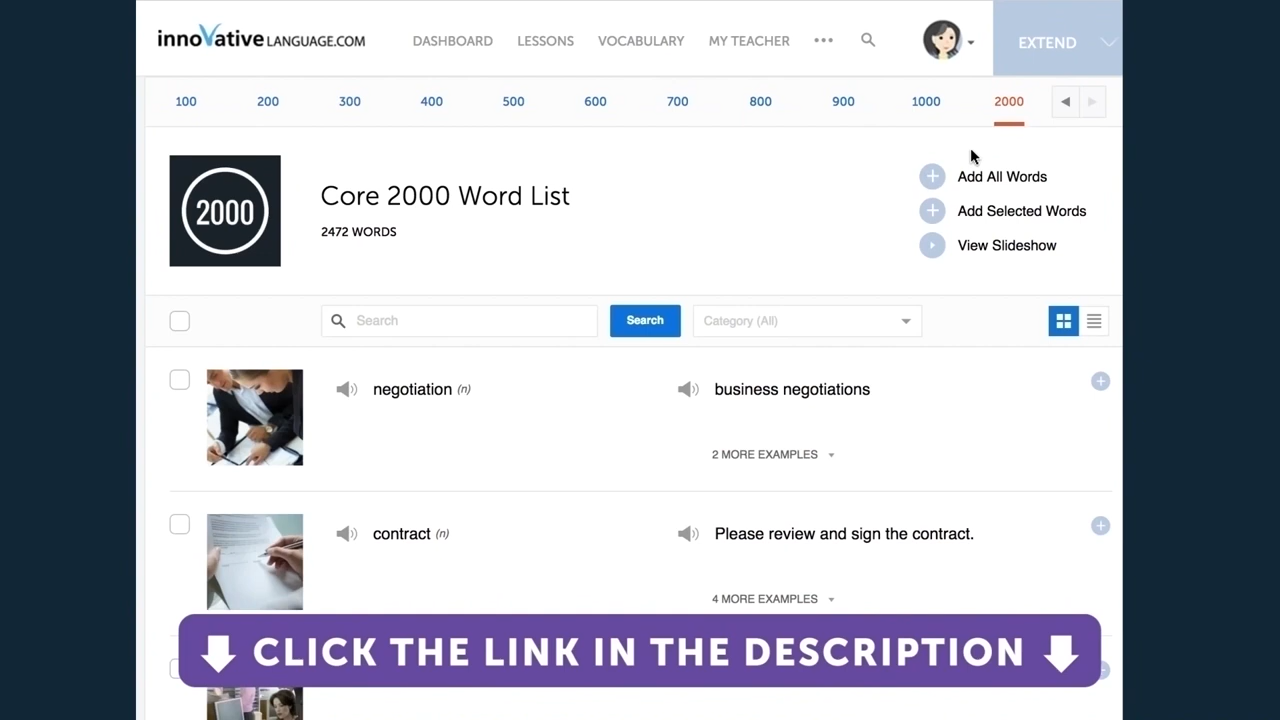 innoVative LANGUAGE.COM DASHBOARD LESSONS VOCABULARY MY TEACHER EXTEND
100 200 300 400 500 600 700 800 900 1000 2000
2000
Core 2000 Word List
2472 WORDS
Add All Words
Add Selected Words
View Slideshow
Search Search Category (All)
negotiation (n) business negotiations
2 MORE EXAMPLES
contract (n) Please review and sign the contract.
4 MORE EXAMPLES
CLICK THE LINK IN THE DESCRIPTION